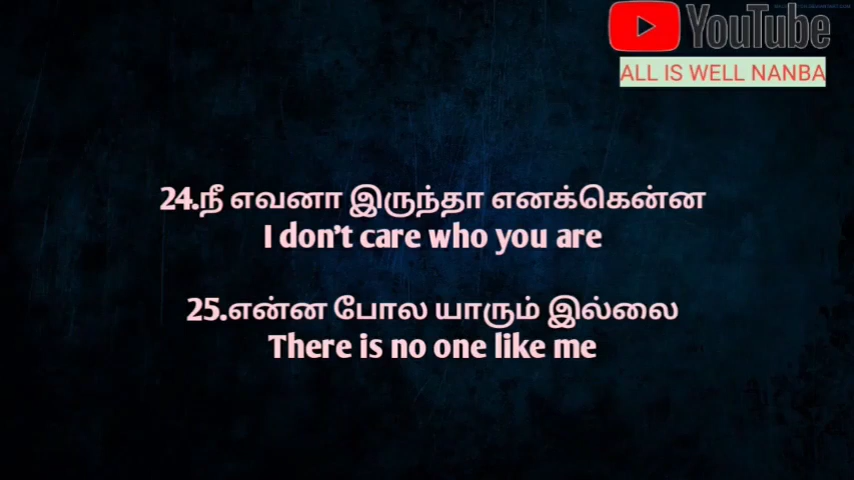 YouTube
ALL IS WELL NANBA
24.நீ எவனா இருந்தா எனக்கென்ன
I don't care who you are
25.என்ன போல யாரும் இல்லை
There is no one like me